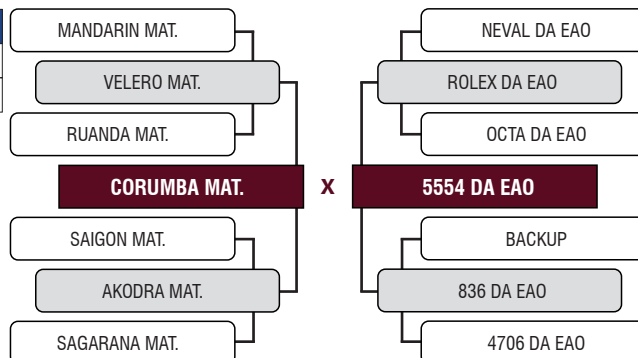 MANDARIN MAT.
VELERO MAT.
RUANDA MAT.
CORUMBA MAT.
SAIGON MAT.
AKODRA MAT.
SAGARANA MAT.
X
NEVAL DA EAO
ROLEX DA EAO
OCTA DA EAO
5554 DA EAO
BACKUP
836 DA EAO
4706 DA EAO